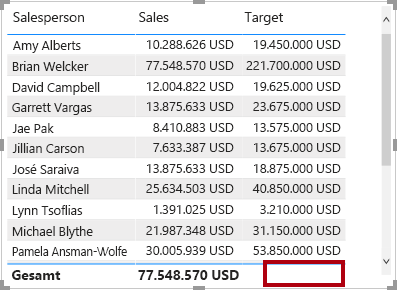 Salesperson Sales Target
Amy Alberts 10.288.626 USD 19.450.000 USD
Brian Welcker 77.548.570 USD 221.700.000 USD
David Campbell 12.004.822 USD 19.625.000 USD
Garrett Vargas 13.875.633 USD 23.675.000 USD
Jae Pak 8.410.883 USD 13.575.000 USD
Jillian Carson 7.633.387 USD 13.675.000 USD
José Saraiva 13.875.633 USD 18.875.000 USD
Linda Mitchell 25.634.503 USD 40.850.000 USD
Lynn Tsoflias 1.391.025 USD 3.210.000 USD
Michael Blythe 21.987.348 USD 31.150.000 USD
Pamela Ansman-Wolfe 30.005.939 USD 53.850.000 USD
Gesamt 77.548.570 USD